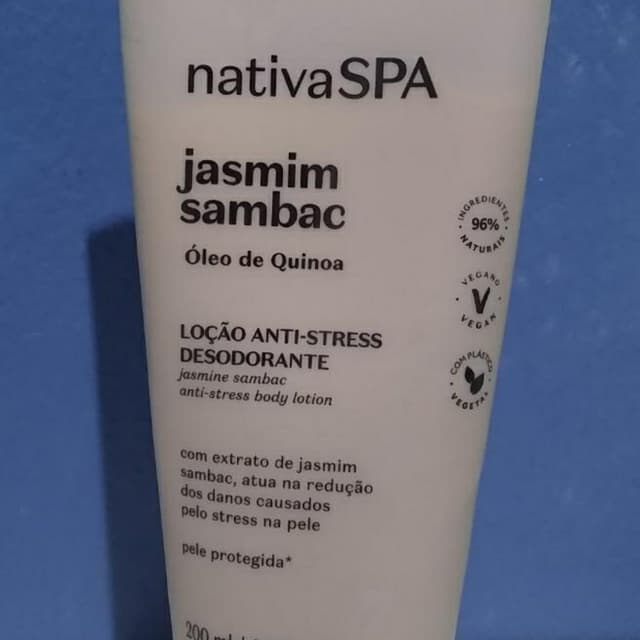 nativaSPA
jasmim
sambac
Óleo de Quinoa
INGREDIENTES
96%
NATURAIS
VEGANO
V
VEGAN
LOÇÃO ANTI-STRESS
DESODORANTE
jasmine sambac
anti-stress body lotion
COM PLÁSTICO
VEGETAL
com extrato de jasmim
sambac, atua na redução
dos danos causados
pelo stress na pele
pele protegida*
200 ml